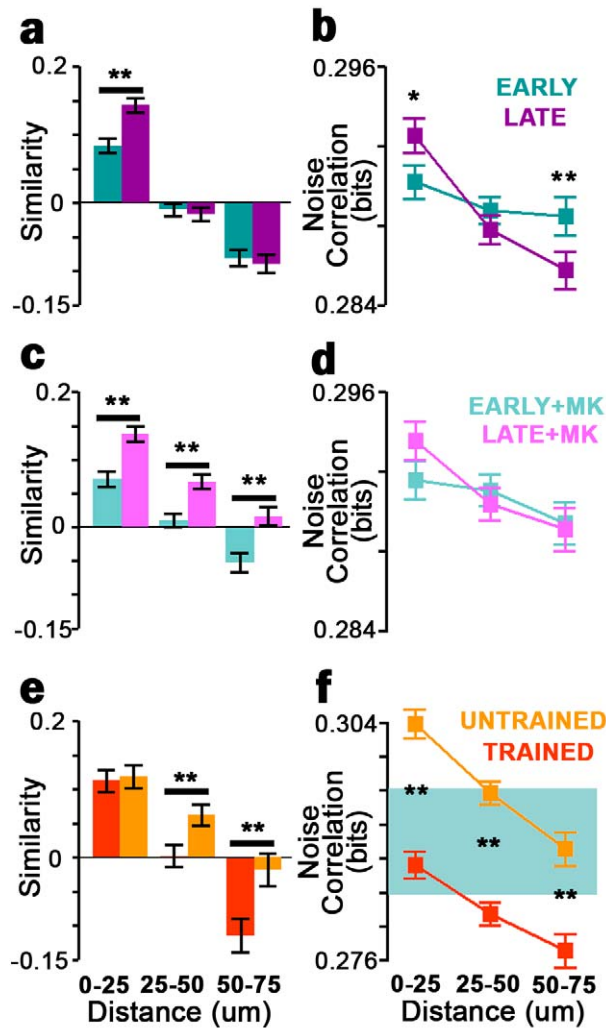 a
0.2
**
Similarity
0
-0.15
b
0.296
EARLY
LATE
*
**
Noise
Correlation
(bits)
0.284
c
0.2
**
**
**
Similarity
0
-0.15
d
0.296
EARLY+MK
LATE+MK
Noise
Correlation
(bits)
0.284
e
0.2
**
**
Similarity
0
-0.15
0-25 25-50 50-75
Distance (um)
f
0.304
UNTRAINED
TRAINED
**
**
**
Noise
Correlation
(bits)
0.276
0-25 25-50 50-75
Distance (um)